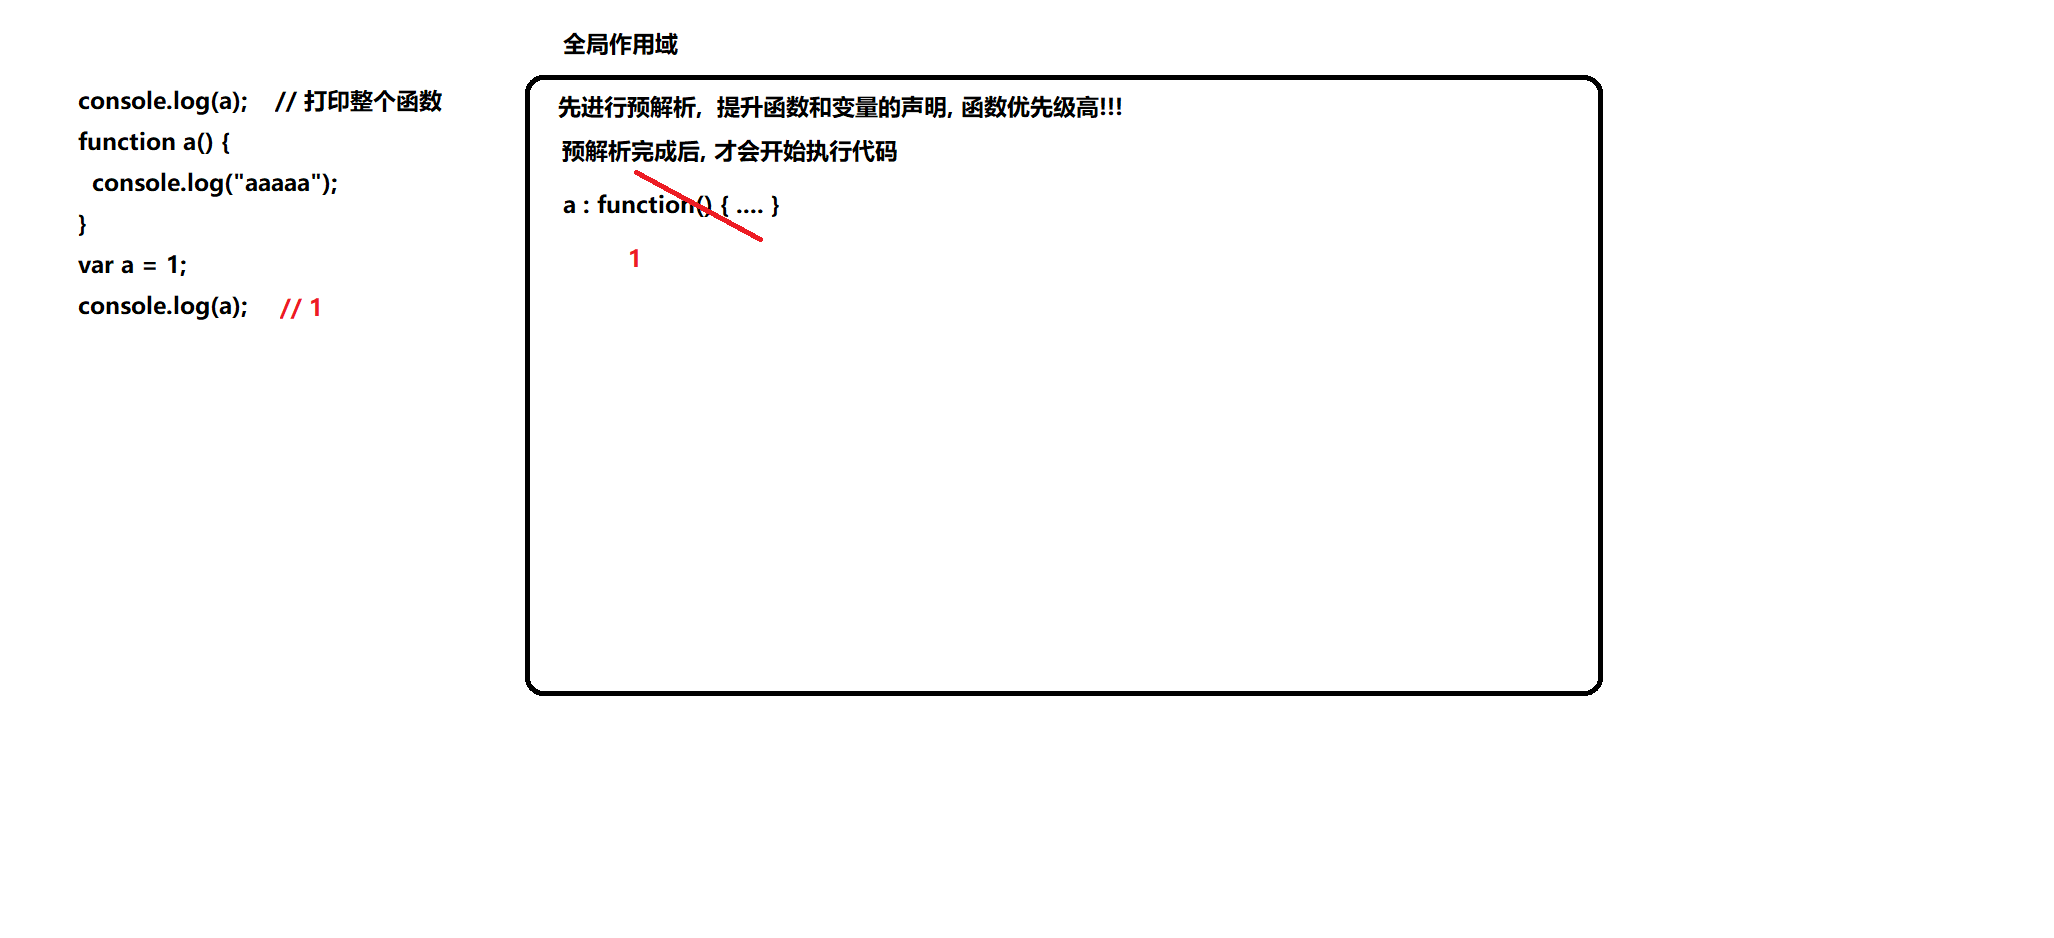 全局作用域
console.log(a); // 打印整个函数
function a() {
console.log("aaaaa");
}
var a = 1;
console.log(a); // 1
先进行预解析, 提升函数和变量的声明, 函数优先级高!!!
预解析完成后, 才会开始执行代码
a : function() { .... }
1